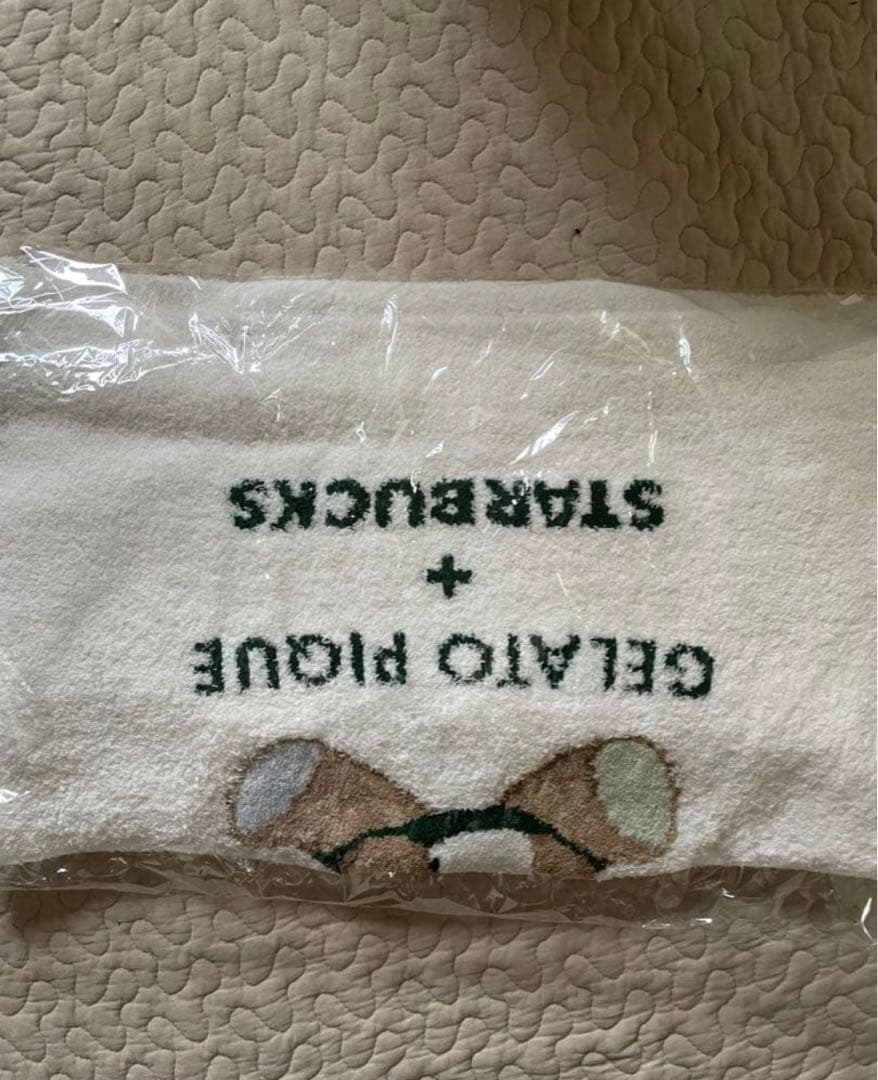 GELATO PIQUE
+
STARBUCKS